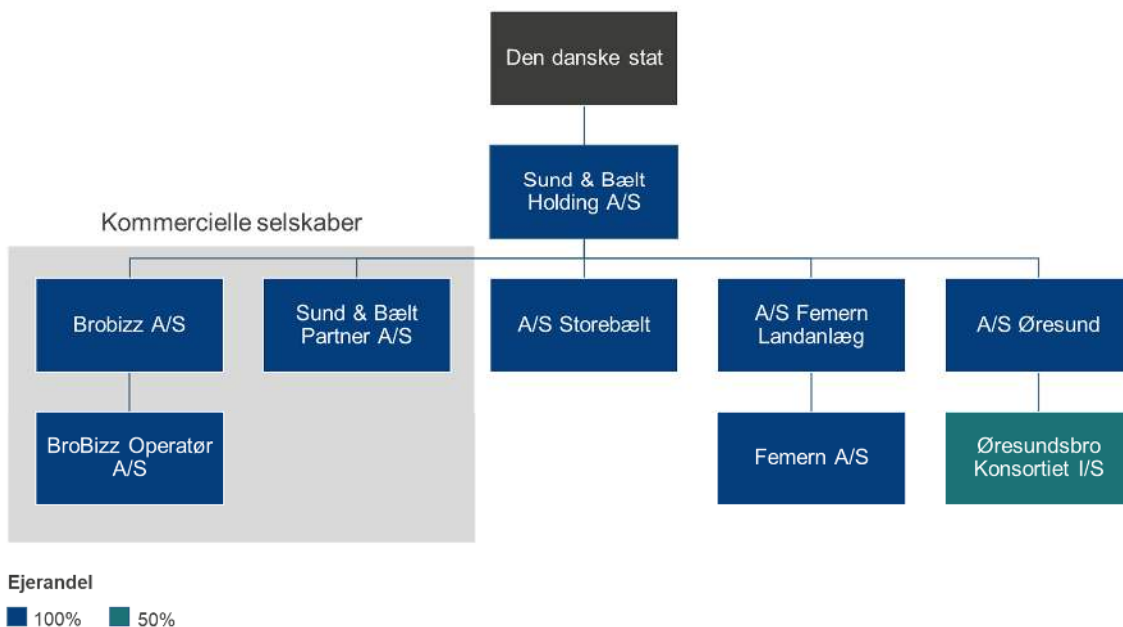 Den danske stat
Sund & Bælt
Holding A/S
Kommercielle selskaber
Brobizz A/S
Sund & Bælt
Partner A/S
A/S Storebælt
A/S Femern
Landanlæg
A/S Øresund
BroBizz Operatør
A/S
Femern A/S
Øresundsbro
Konsortiet I/S
Ejerandel
100%
50%